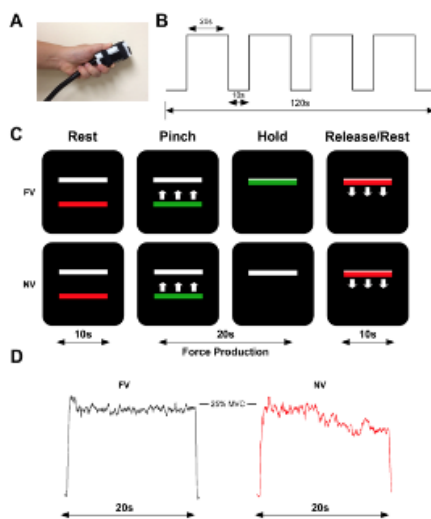 A
B
20s
10s
120s
C
Rest Pinch Hold Release/Rest
FV
NV
10s 20s 10s
Force Production
D
FV NV
25% MVC
20s 20s